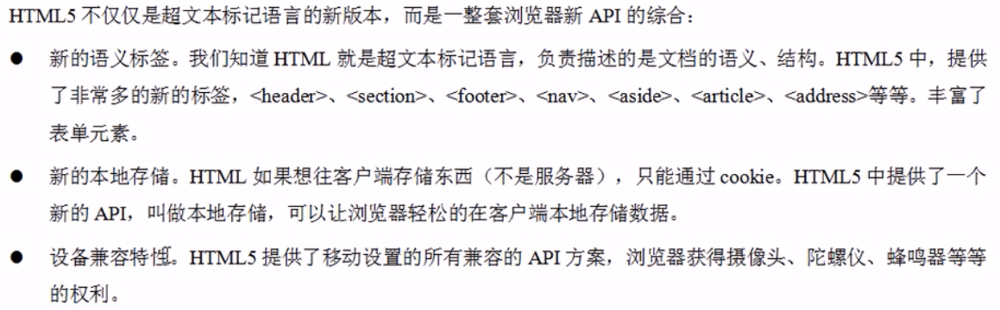 HTML5 不仅仅是超文本标记语言的新版本，而是一整套浏览器新 API 的综合：
● 新的语义标签。我们知道 HTML 就是超文本标记语言，负责描述的是文档的语义、结构。HTML5 中，提供
了非常多的新的标签，<header>、<section>、<footer>、<nav>、<aside>、<article>、<address>等等。丰富了
表单元素。
● 新的本地存储。HTML 如果想往客户端存储东西（不是服务器），只能通过 cookie。HTML5 中提供了一个
新的 API，叫做本地存储，可以让浏览器轻松的在客户端本地存储数据。
● 设备兼容特性。HTML5 提供了移动设置的所有兼容的 API 方案，浏览器获得摄像头、陀螺仪、蜂鸣器等等
的权利。